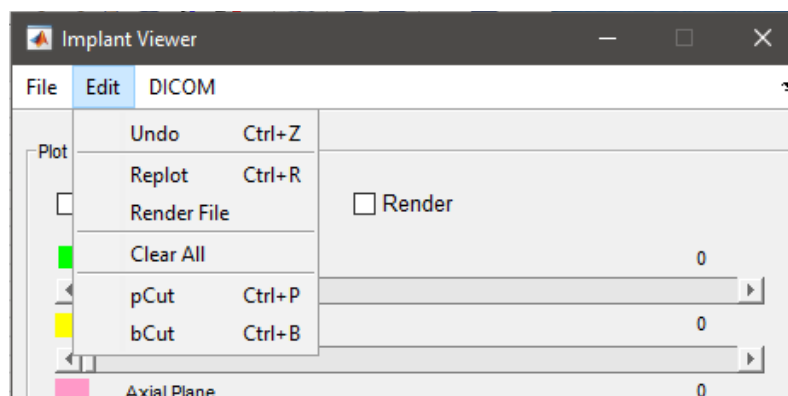 Implant Viewer
File Edit DICOM
Undo Ctrl+Z
Plot
Replot Ctrl+R
Render File
Render
Clear All
0
pCut Ctrl+P
bCut Ctrl+B
0
Axial Plane 0